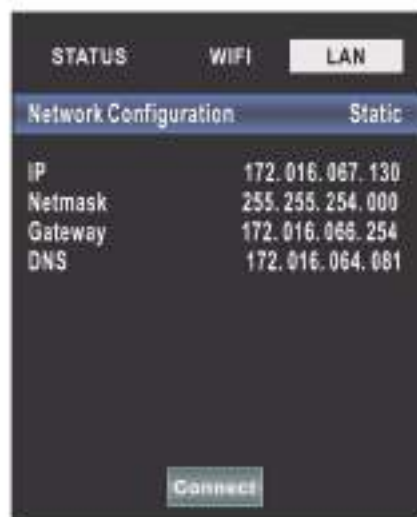 STATUS WIFI LAN
Network Configuration Static
IP 172. 016. 067. 130
Netmask 255. 255. 254. 000
Gateway 172. 016. 066. 254
DNS 172. 016. 064. 081
Connect